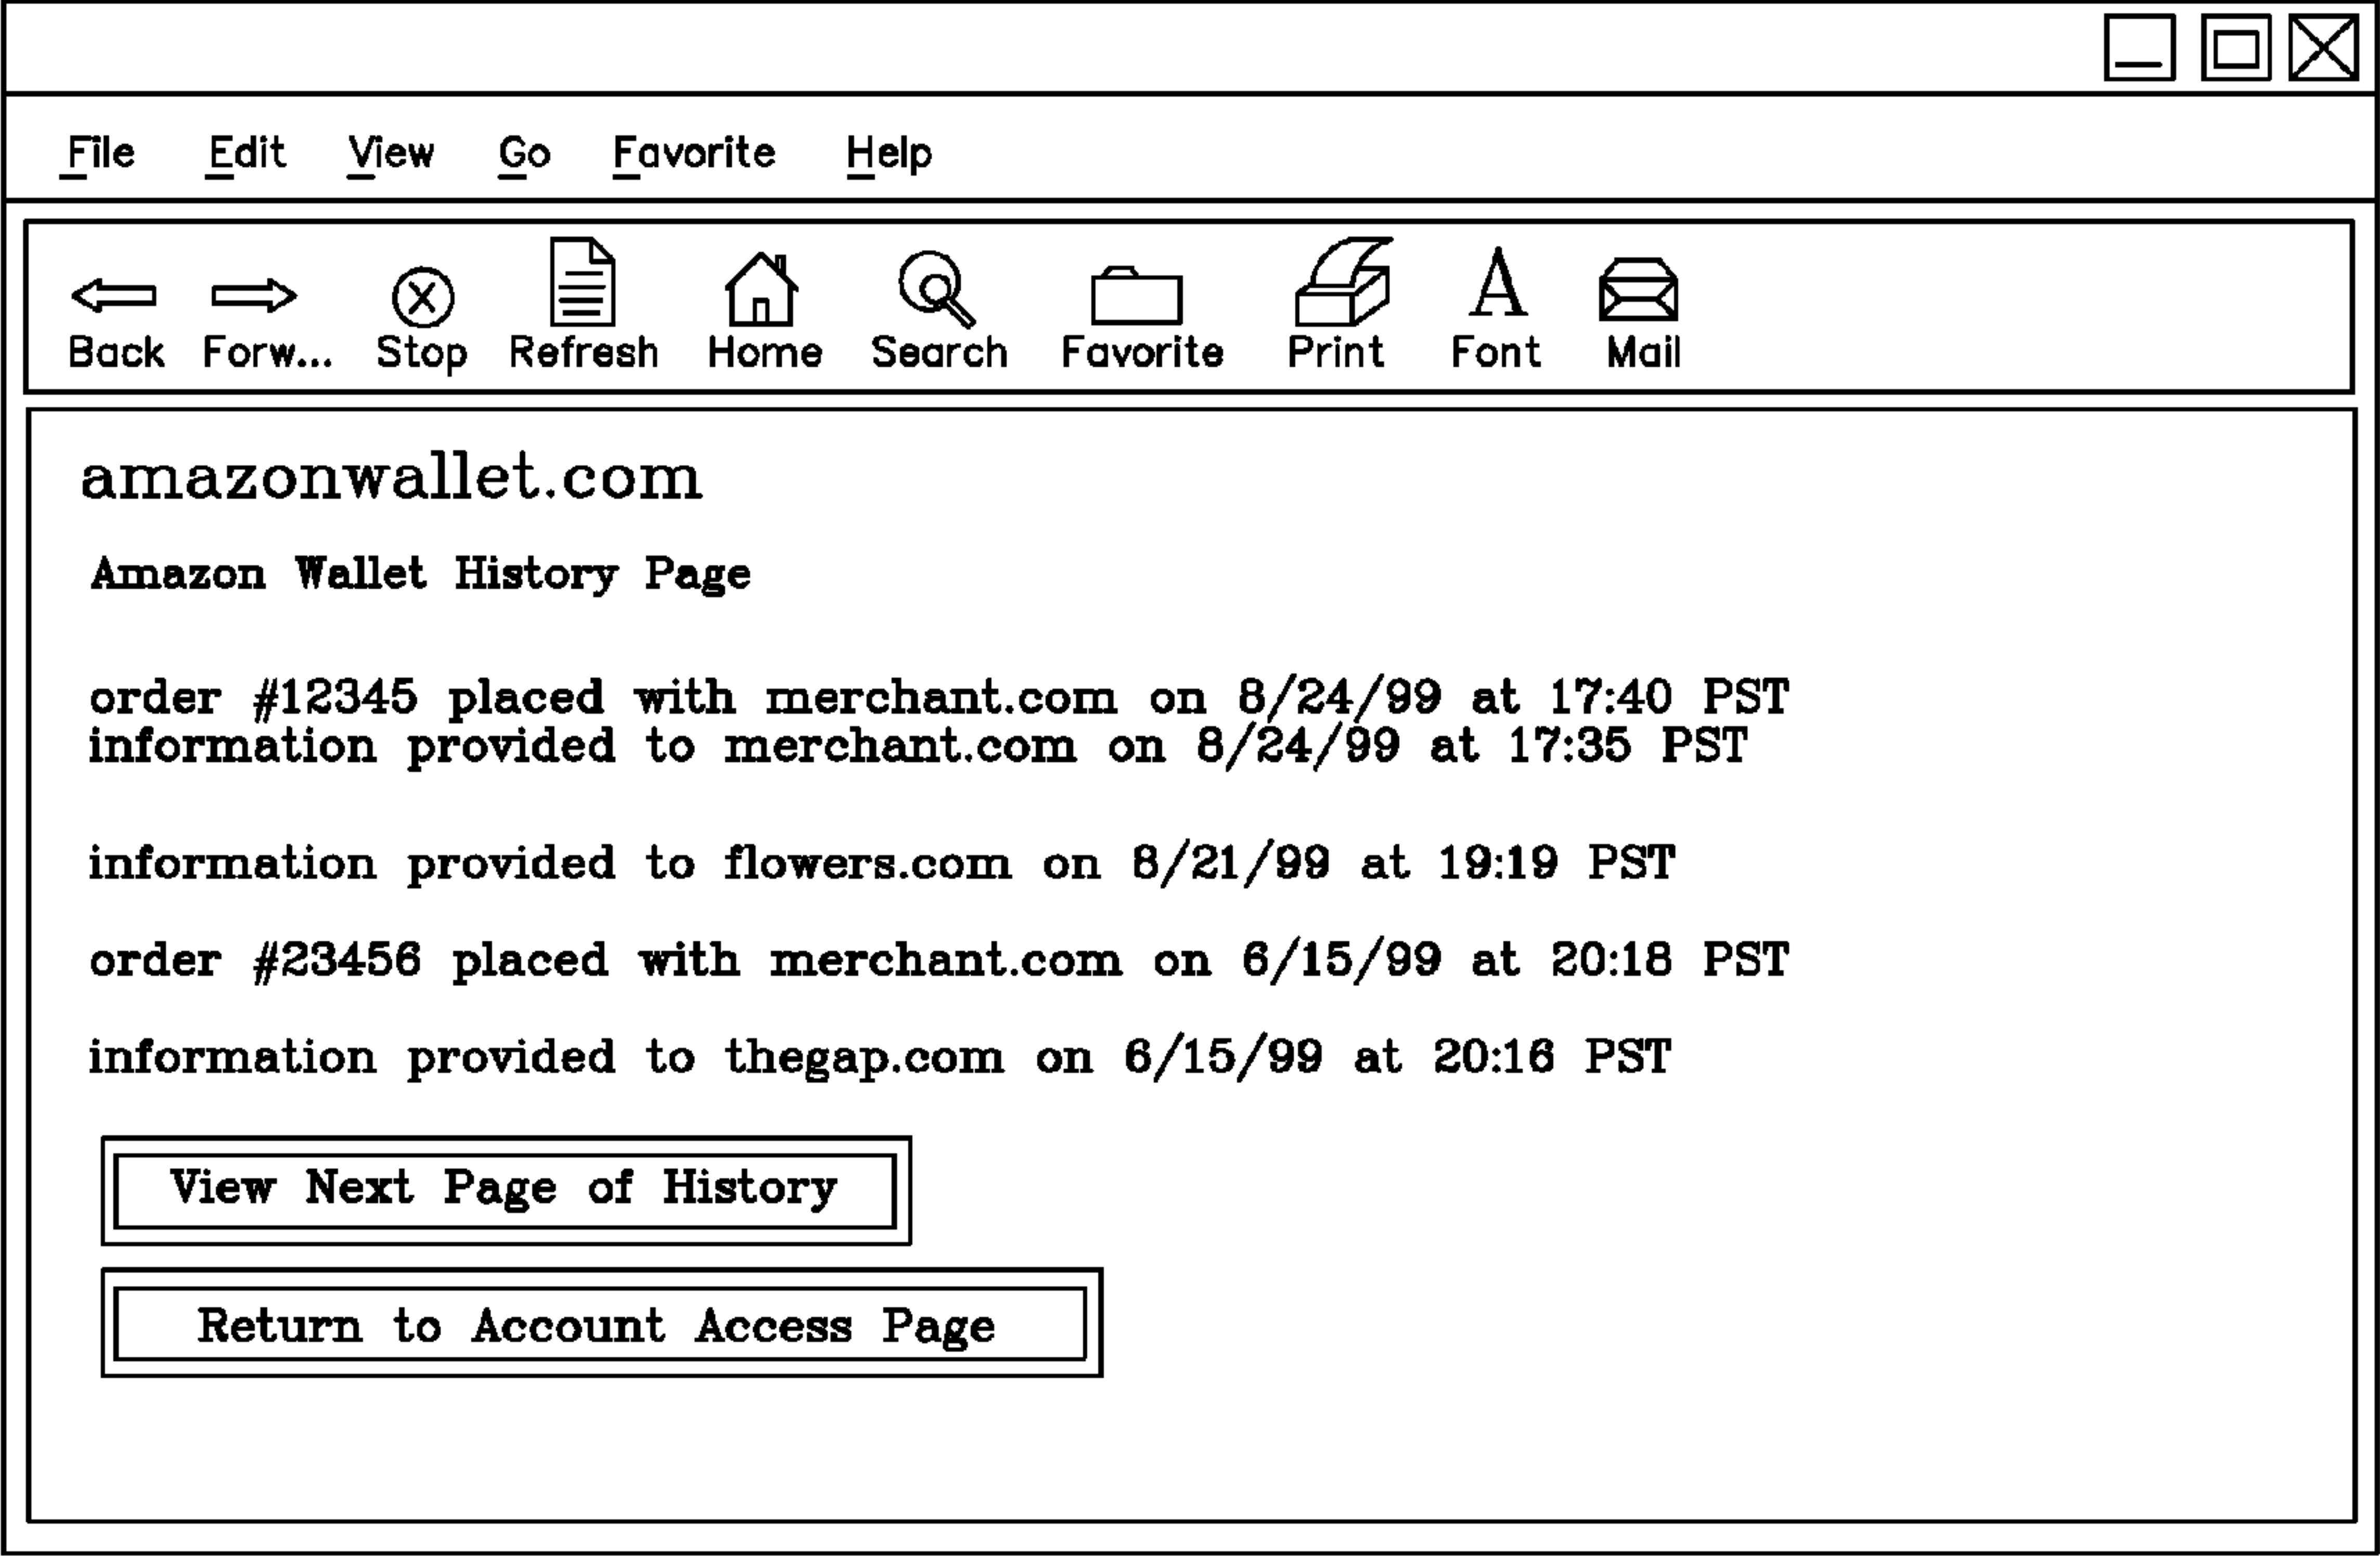 File Edit View Go Favorite Help
Back Forw... Stop Refresh Home Search Favorite Print Font Mail
amazonwallet.com
Amazon Wallet History Page
order #12345 placed with merchant.com on 8/24/99 at 17:40 PST
information provided to merchant.com on 8/24/99 at 17:35 PST
information provided to flowers.com on 8/21/99 at 19:19 PST
order #23456 placed with merchant.com on 6/15/99 at 20:18 PST
information provided to thegap.com on 6/15/99 at 20:16 PST
View Next Page of History
Return to Account Access Page